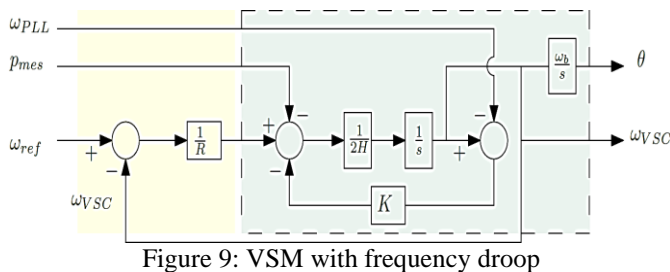 ω_PLL
p_mes
ω_b/s
θ
− −
ω_ref + − 1/R + − 1/2H 1/s + ω_VSC
ω_VSC
K
Figure 9: VSM with frequency droop